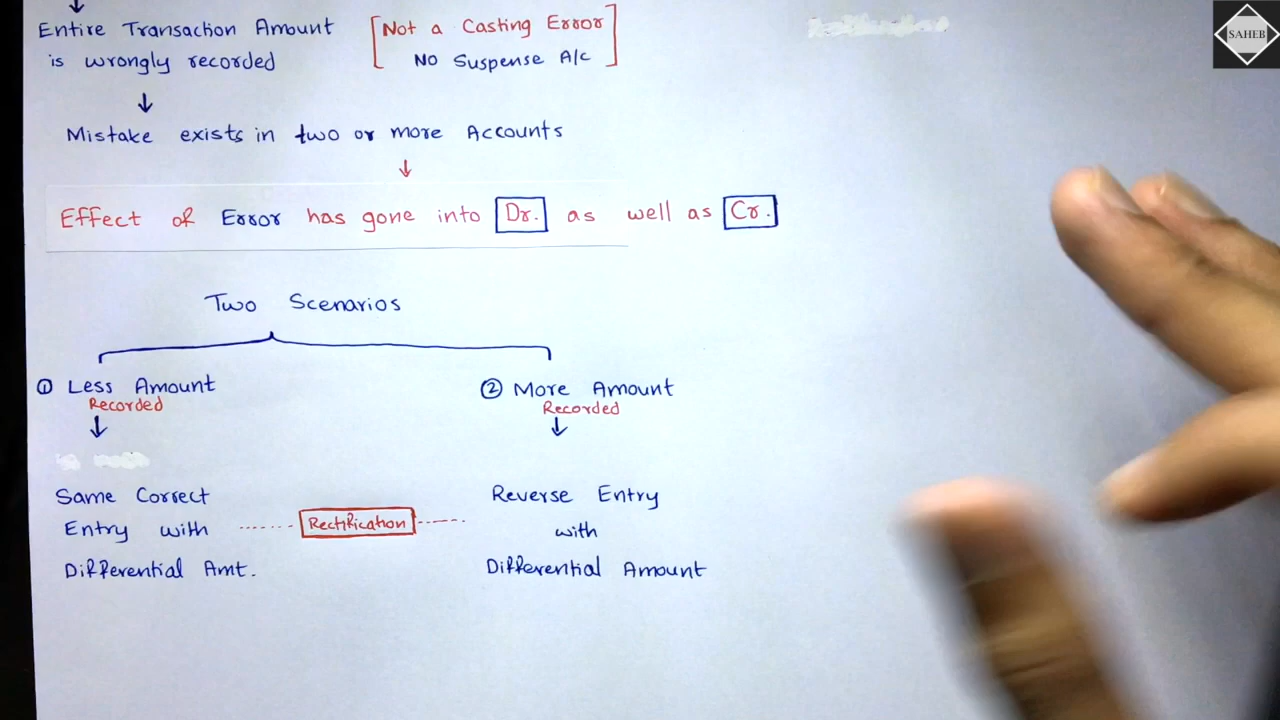 Entire Transaction Amount
is wrongly recorded
[Not a Casting Error
No Suspense A/c]
Mistake exists in two or more Accounts
Effect of Error has gone into Dr. as well as Cr.
Two Scenarios
① Less Amount
Recorded
② More Amount
Recorded
Same Correct
Entry with
Differential Amt.
Rectification
Reverse Entry
with
Differential Amount
SAHEB